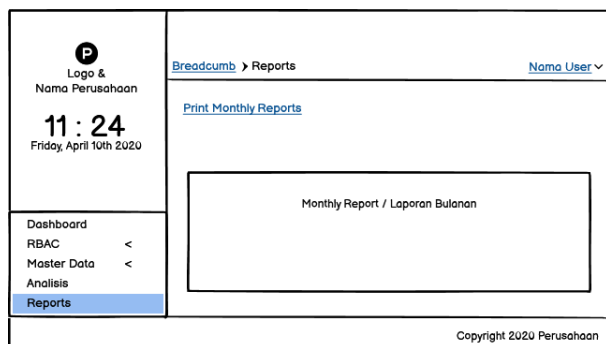 P
Logo &
Nama Perusahaan
11 : 24
Friday, April 10th 2020
Dashboard
RBAC <
Master Data <
Analisis
Reports
Breadcumb > Reports
Nama User
Print Monthly Reports
Monthly Report / Laporan Bulanan
Copyright 2020 Perusahaan